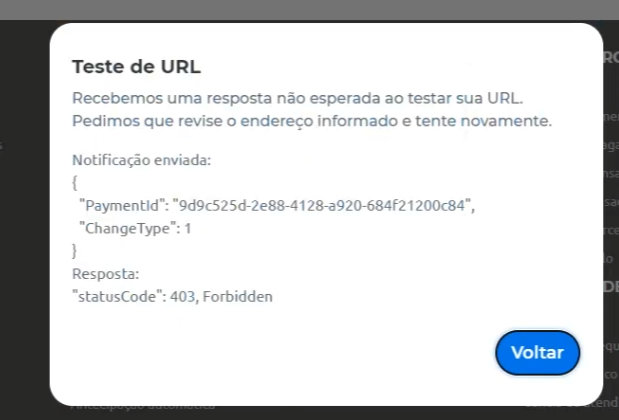 Teste de URL
Recebemos uma resposta não esperada ao testar sua URL.
Pedimos que revise o endereço informado e tente novamente.
Notificação enviada:
{
"PaymentId": "9d9c525d-2e88-4128-a920-684f21200c84",
"ChangeType": 1
}
Resposta:
"statusCode": 403, Forbidden
Voltar